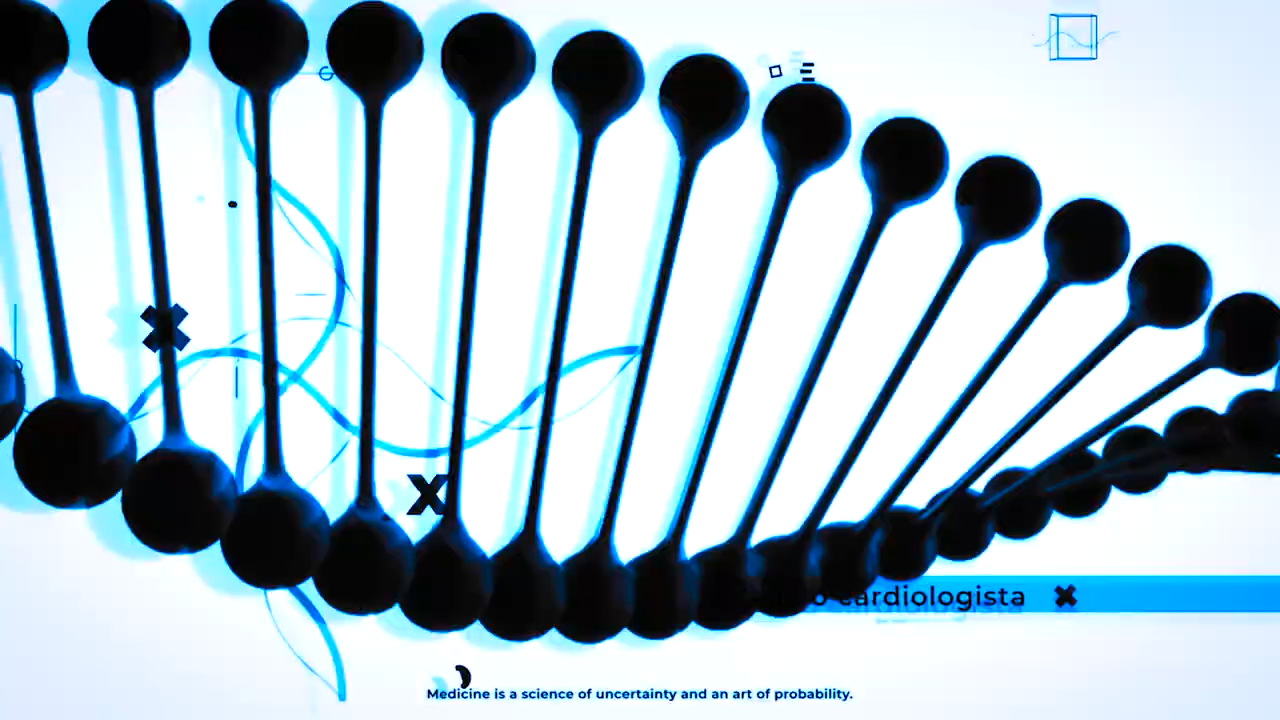 cardiologista
Medicine is a science of uncertainty and an art of probability.